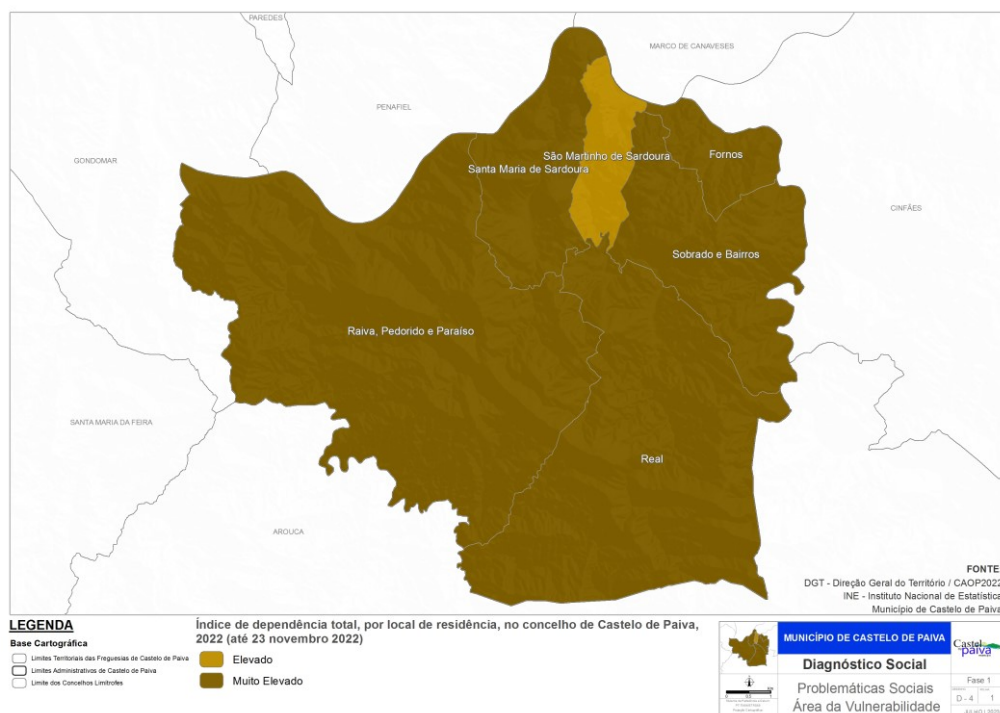 PAREDES
MARCO DE CANAVESES
PENAFIEL
GONDOMAR
São Martinho de Sardoura
Fornos
Santa Maria de Sardoura
CINFÃES
Sobrado e Bairros
Raiva, Pedorido e Paraíso
SANTA MARIA DA FEIRA
Real
AROUCA
FONTE
DGT - Direção Geral do Território / CAOP2022
INE - Instituto Nacional de Estatística
Município de Castelo de Paiva
LEGENDA
Base Cartográfica
Limites Territoriais das Freguesias de Castelo de Paiva
Limites Administrativos de Castelo de Paiva
Limite dos Concelhos Limítrofes
Índice de dependência total, por local de residência, no concelho de Castelo de Paiva,
2022 (até 23 novembro 2022)
Elevado
Muito Elevado
MUNICÍPIO DE CASTELO DE PAIVA
Diagnóstico Social
Problemáticas Sociais
Área da Vulnerabilidade
Castelo
paiva
Fase 1
D - 4
1